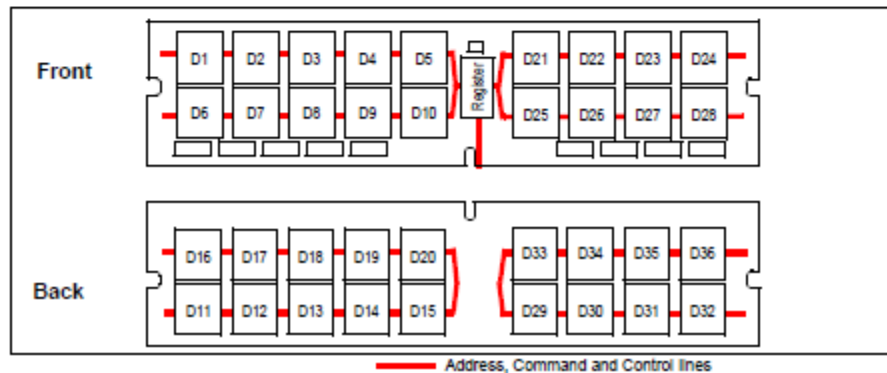 Front
D1 D2 D3 D4 D5 D21 D22 D23 D24
Register
D6 D7 D8 D9 D10 D25 D26 D27 D28
Back
D16 D17 D18 D19 D20 D33 D34 D35 D36
D11 D12 D13 D14 D15 D29 D30 D31 D32
Address, Command and Control lines